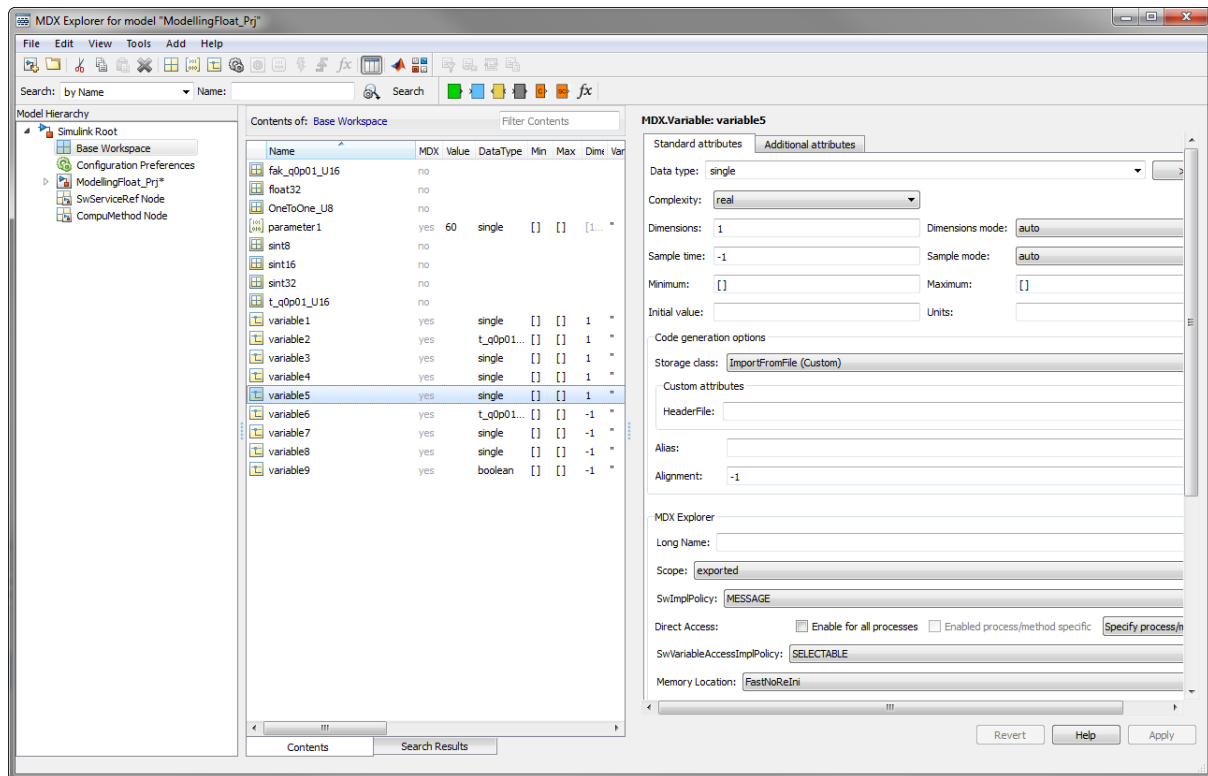 MDX Explorer for model "ModellingFloat_Prj"
File Edit View Tools Add Help
Search: by Name Name: Search fx
Model Hierarchy
Simulink Root
Base Workspace
Configuration Preferences
ModellingFloat_Prj*
SwServiceRef Node
CompuMethod Node
Contents of: Base Workspace Filter Contents
Name MDX Value DataType Min Max Dim Var
fak_q0p01_U16 no
float32 no
OneToOne_U8 no
parameter1 yes 60 single [] [] [1... "
sint8 no
sint16 no
sint32 no
t_q0p01_U16 no
variable1 yes single [] [] 1 "
variable2 yes t_q0p01... [] [] 1 "
variable3 yes single [] [] 1 "
variable4 yes single [] [] 1 "
variable5 yes single [] [] 1 "
variable6 yes t_q0p01... [] [] -1 "
variable7 yes single [] [] -1 "
variable8 yes single [] [] -1 "
variable9 yes boolean [] [] -1 "
Contents Search Results
MDX.Variable: variable5
Standard attributes Additional attributes
Data type: single >
Complexity: real
Dimensions: 1 Dimensions mode: auto
Sample time: -1 Sample mode: auto
Minimum: [] Maximum: []
Initial value: Units:
Code generation options
Storage class: ImportFromFile (Custom)
Custom attributes
HeaderFile:
Alias:
Alignment: -1
MDX Explorer
Long Name:
Scope: exported
SwImplPolicy: MESSAGE
Direct Access: Enable for all processes Enabled process/method specific Specify process/m
SwVariableAccessImplPolicy: SELECTABLE
Memory Location: FastNoReIni
Revert Help Apply